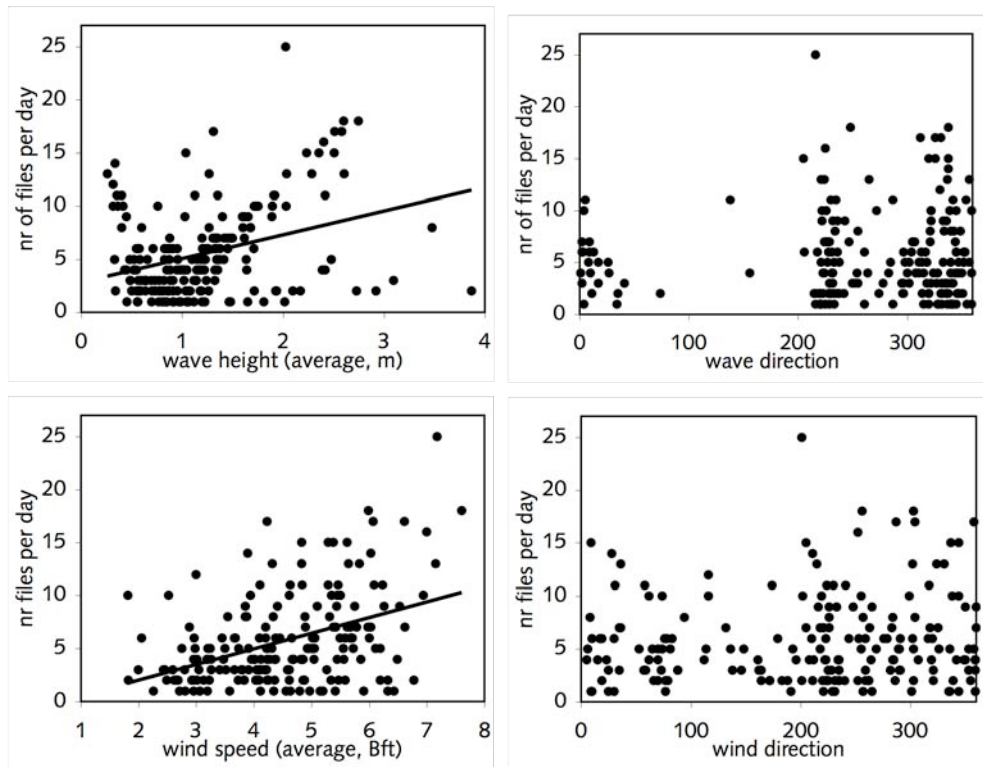 nr of files per day
25
20
15
10
5
0
0 1 2 3 4
wave height (average, m)
nr of files per day
25
20
15
10
5
0
0 100 200 300
wave direction
nr files per day
25
20
15
10
5
0
1 2 3 4 5 6 7 8
wind speed (average, Bft)
nr files per day
25
20
15
10
5
0
0 100 200 300
wind direction